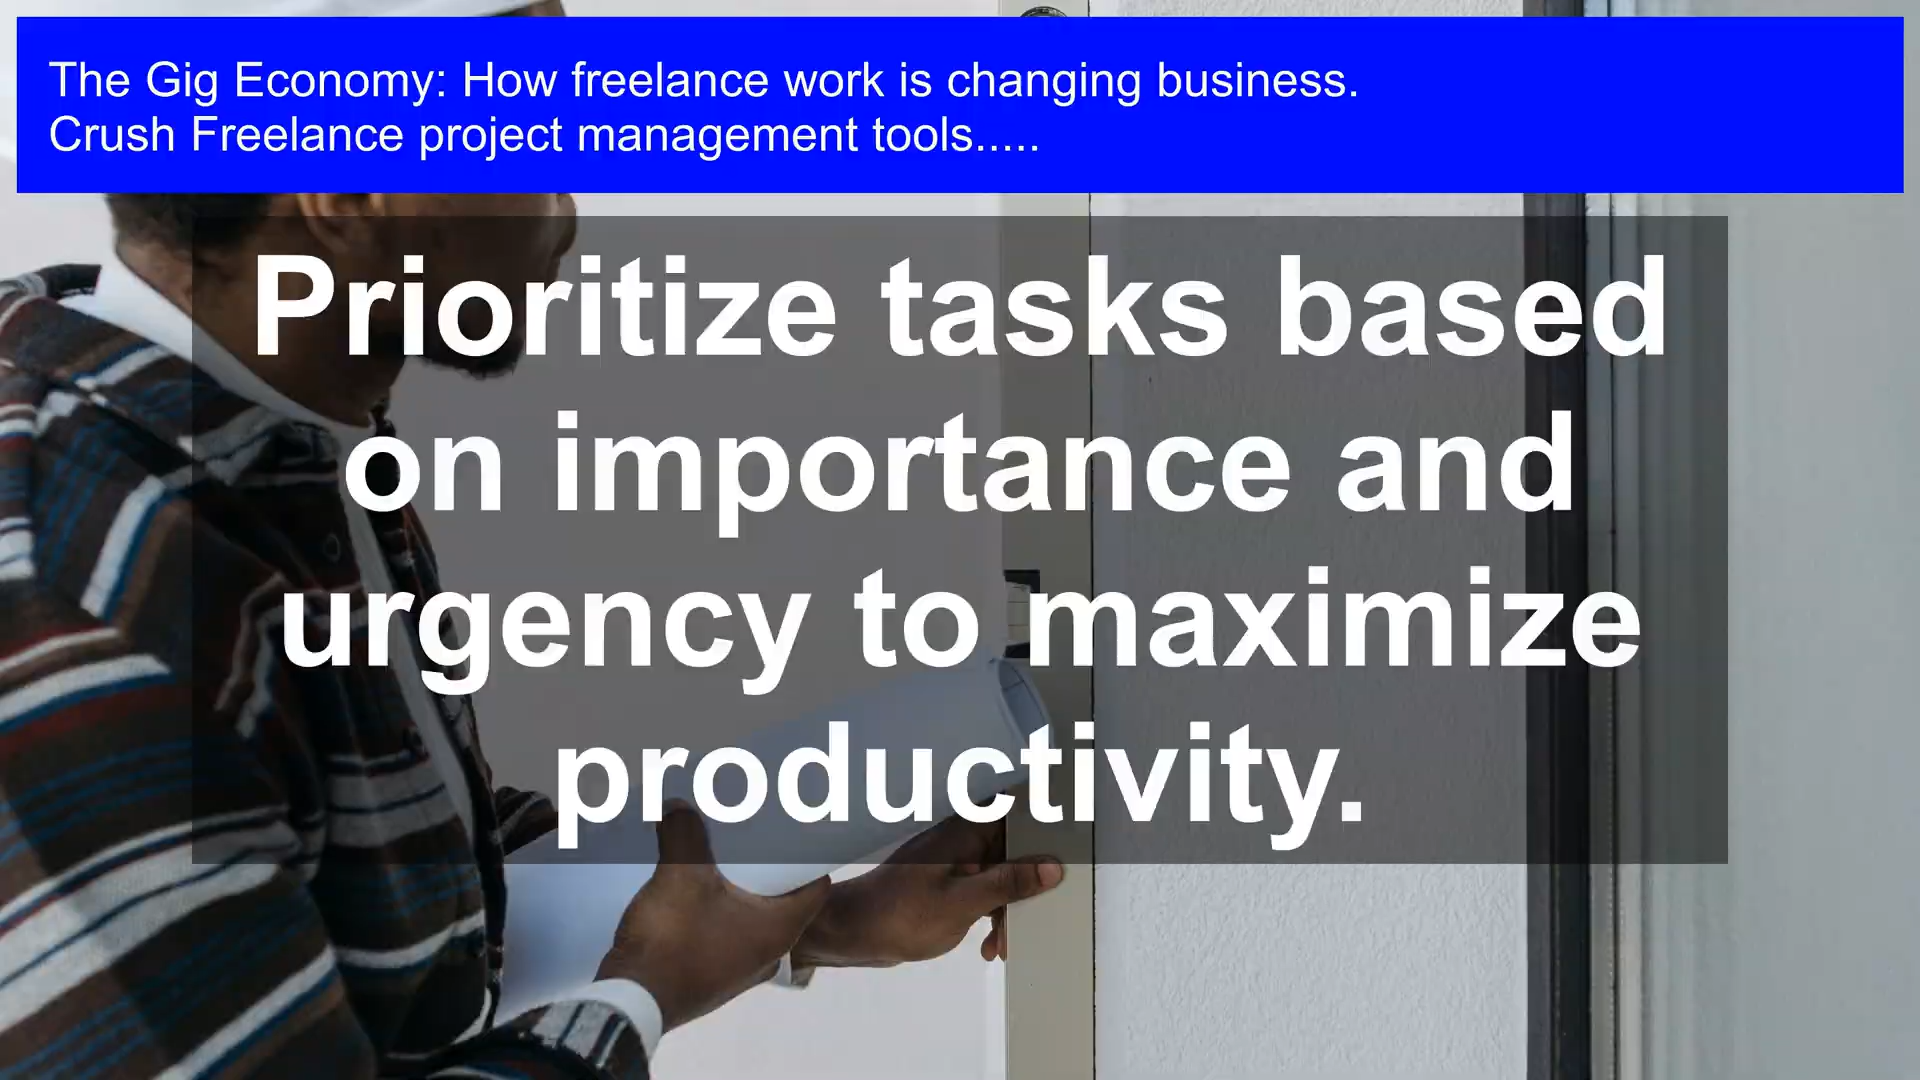 The Gig Economy: How freelance work is changing business.
Crush Freelance project management tools.....
Prioritize tasks based
on importance and
urgency to maximize
productivity.